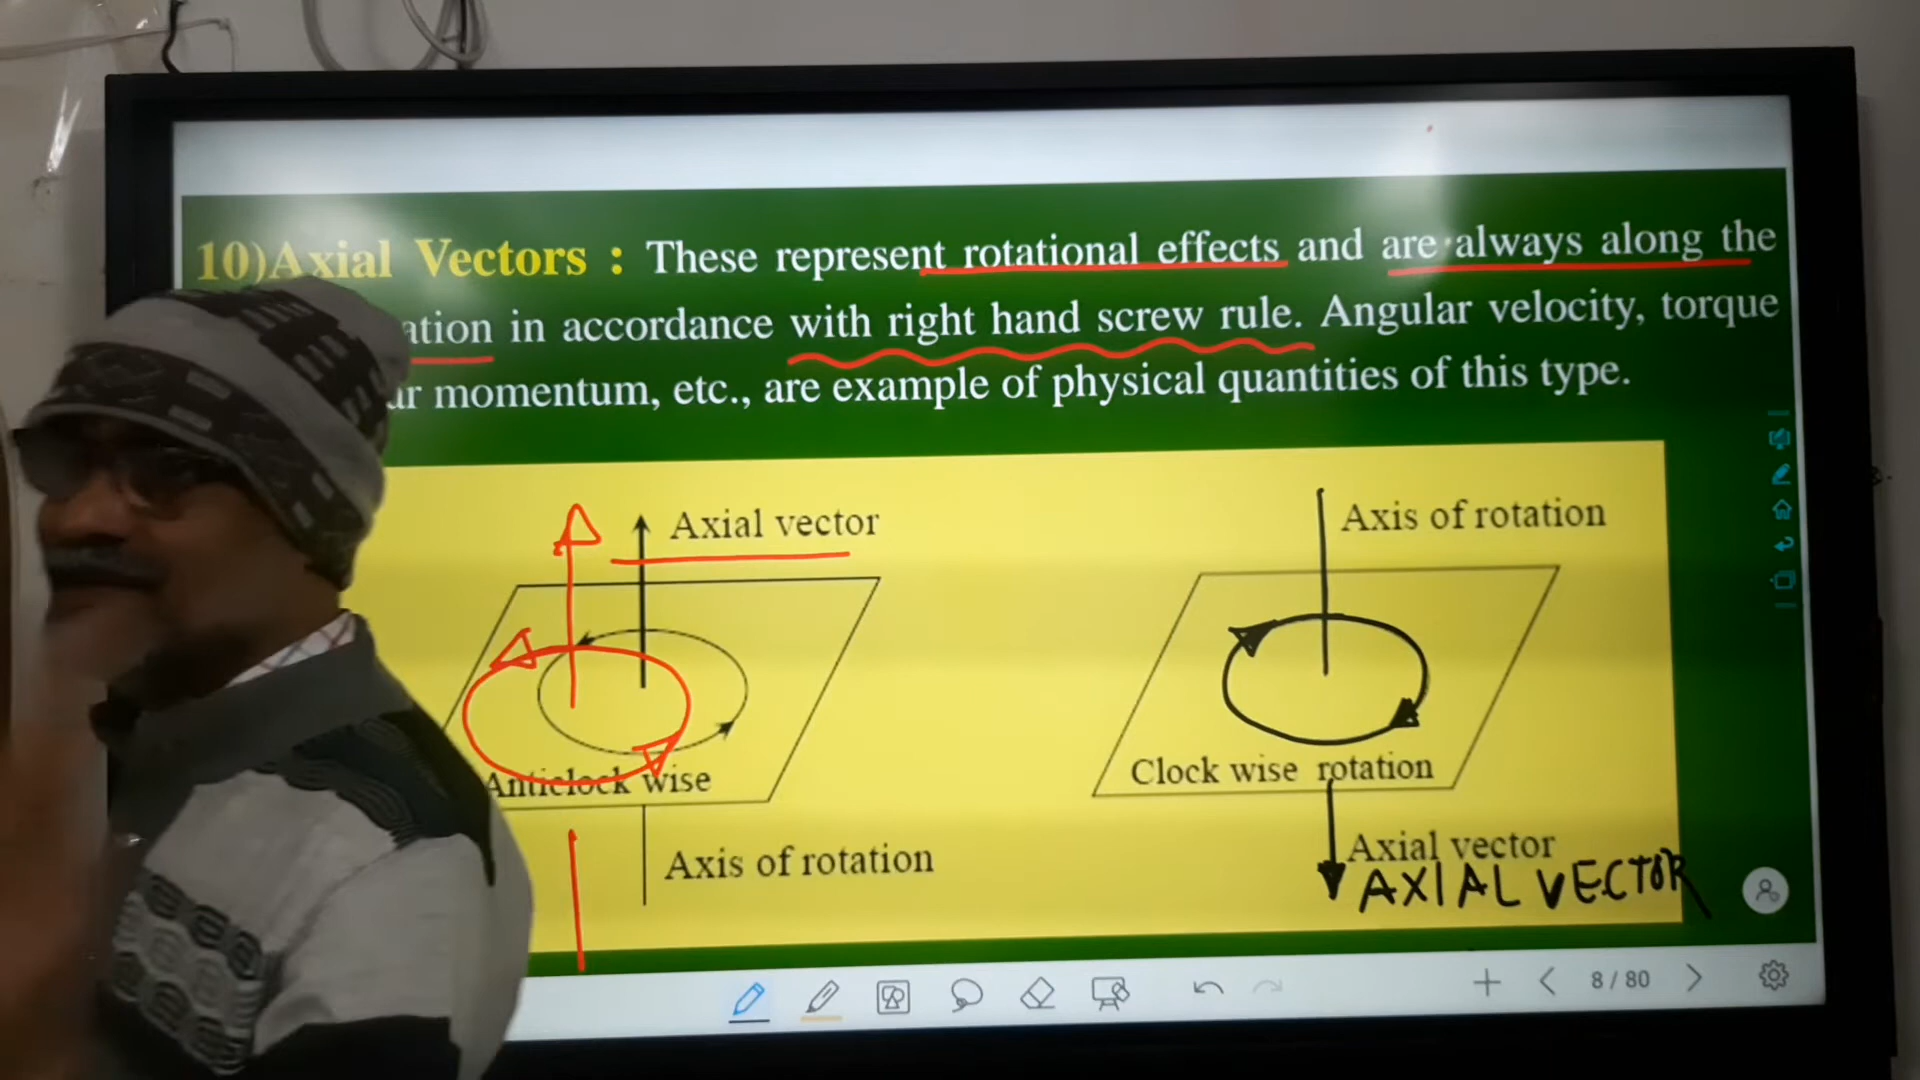 10)Axial Vectors : These represent rotational effects and are always along the
in accordance with right hand screw rule. Angular velocity, torque
momentum, etc., are example of physical quantities of this type.
Axial vector
Axis of rotation
Anticlock wise
Clock wise rotation
Axis of rotation
Axial vector
AXIAL VECTOR
8 / 80